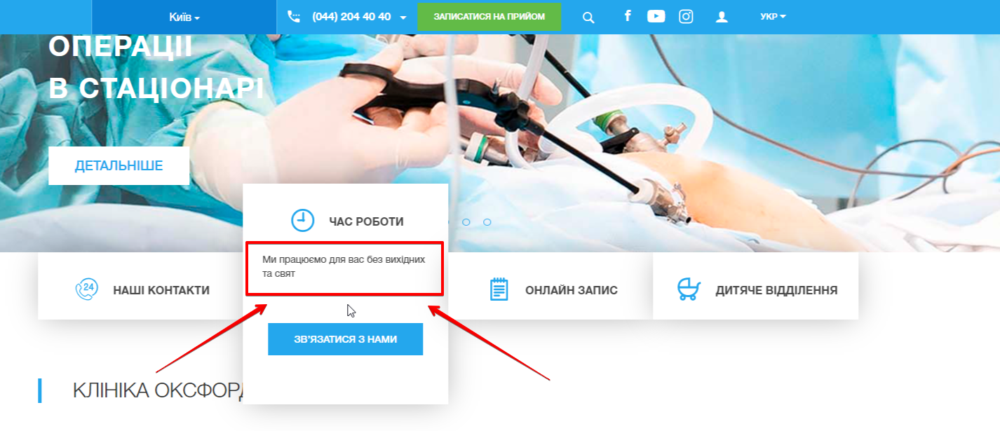 Київ
(044) 204 40 40
ЗАПИСАТИСЯ НА ПРИЙОМ
УКР
ОПЕРАЦІЇ
В СТАЦІОНАРІ
ДЕТАЛЬНІШЕ
ЧАС РОБОТИ
Ми працюємо для вас без вихідних
та свят
24
НАШІ КОНТАКТИ
ОНЛАЙН ЗАПИС
ДИТЯЧЕ ВІДДІЛЕННЯ
ЗВ'ЯЗАТИСЯ З НАМИ
КЛІНІКА ОКСФОРД